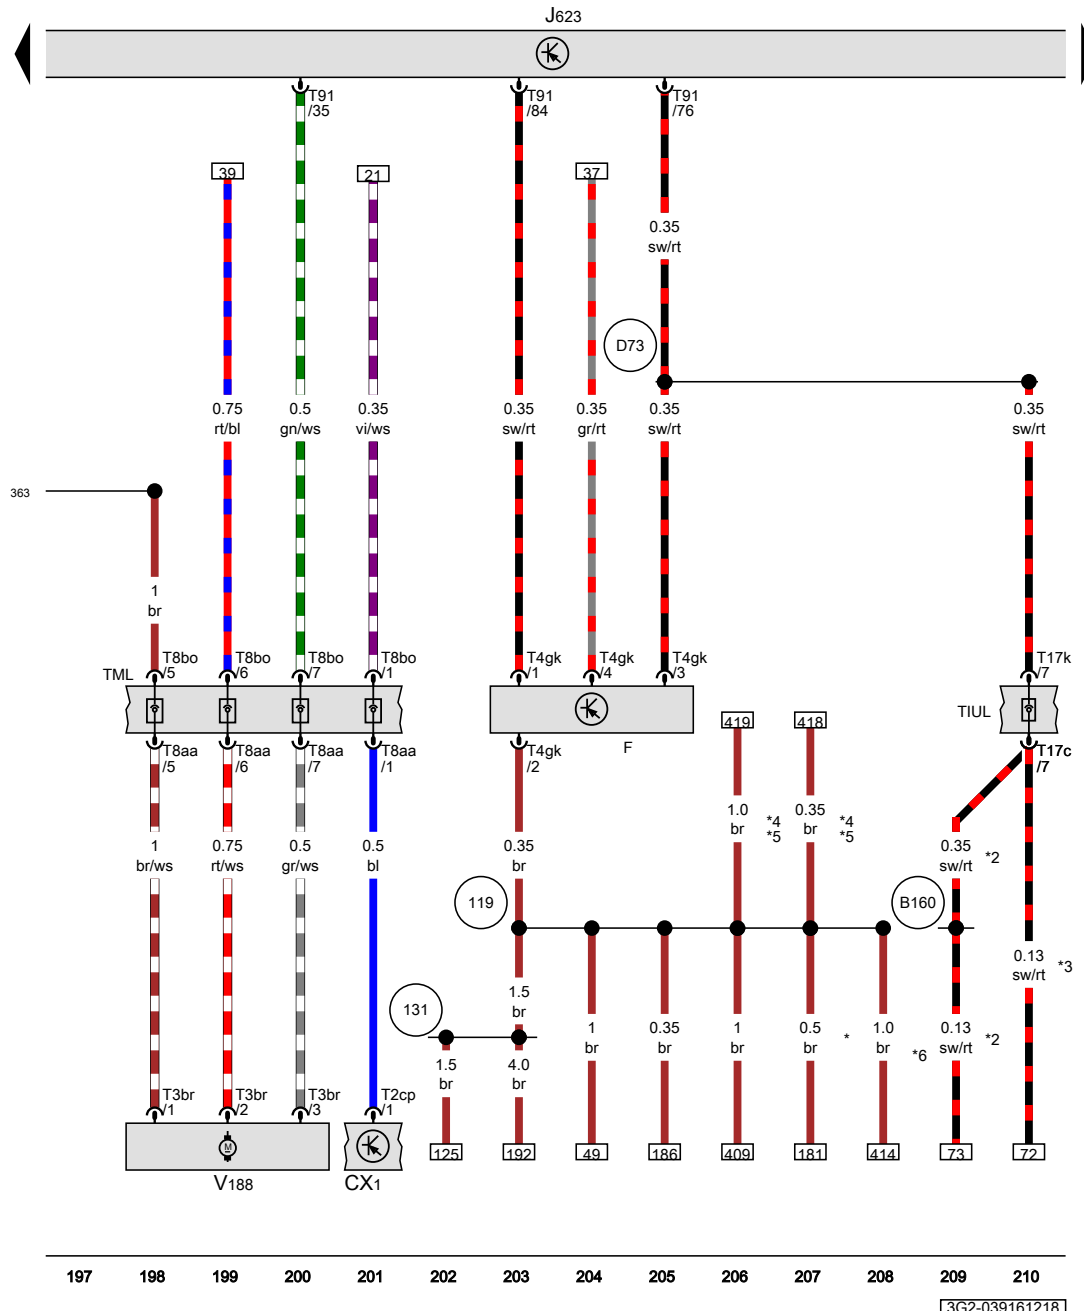 J623
T91 /35
T91 /84
T91 /76
39
21
37
0.35 sw/rt
D73
0.75 rt/bl
0.5 gn/ws
0.35 vi/ws
0.35 sw/rt
0.35 gr/rt
0.35 sw/rt
0.35 sw/rt
363
1 br
TML
T8bo /5
T8bo /6
T8bo /7
T8bo /1
T4gk /1
T4gk /4
T4gk /3
T17k /7
TIUL
T8aa /5
T8aa /6
T8aa /7
T8aa /1
T4gk /2
F
419
418
T17c /7
1 br/ws
0.75 rt/ws
0.5 gr/ws
0.5 bl
0.35 br
1.0 br
*4 *5
0.35 br
*4 *5
0.35 sw/rt
*2
119
B160
0.13 sw/rt
*3
131
1.5 br
1.5 br
4.0 br
1 br
0.35 br
1 br
0.5 br
*
1.0 br
*6
0.13 sw/rt
*2
T3br /1
T3br /2
T3br /3
T2cp /1
M
V188
CX1
125
192
49
186
409
181
414
73
72
197 198 199 200 201 202 203 204 205 206 207 208 209 210
3G2-039161218